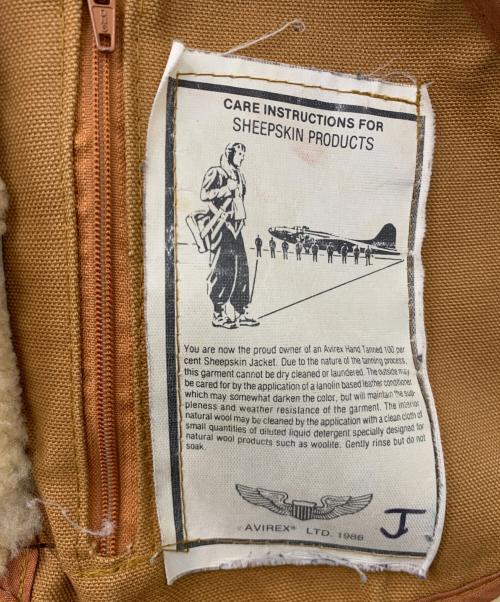 CARE INSTRUCTIONS FOR
SHEEPSKIN PRODUCTS
You are now the proud owner of an Avirex Hand Tanned 100 per
cent Sheepskin Jacket. Due to the nature of the tanning process,
this garment cannot be dry cleaned or laundered. The outside may
be cared for by the application of a lanolin based leather conditioner,
which may somewhat darken the color, but will maintain the sup-
pleness and weather resistance of the garment. The interior
natural wool may be cleaned by the application with a clean cloth of
small quantities of diluted liquid detergent specially designed for
natural wool products such as woolite. Gently rinse but do not
soak.
© AVIREX® LTD. 1986
J